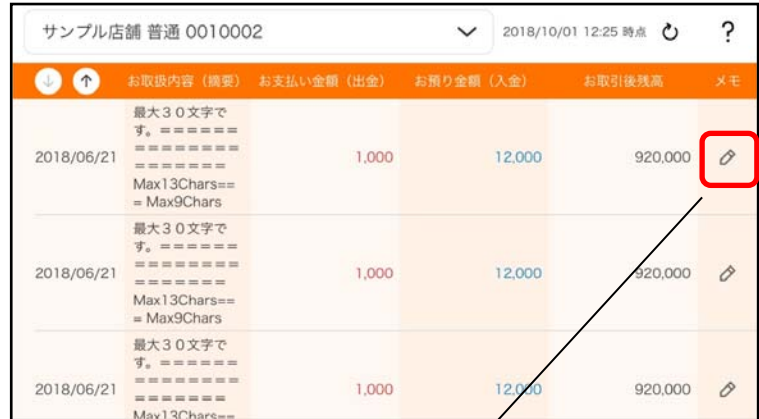 サンプル店舗 普通 0010002
2018/10/01 12:25 時点
?
お取扱内容（摘要） お支払い金額（出金） お預り金額（入金） お取引後残高 メモ
最大３０文字で
す。＝＝＝＝＝＝
＝＝＝＝＝＝＝＝
2018/06/21 ＝＝＝＝＝＝＝ 1,000 12,000 920,000
Max13Chars==
= Max9Chars
最大３０文字で
す。＝＝＝＝＝＝
＝＝＝＝＝＝＝＝
2018/06/21 ＝＝＝＝＝＝＝ 1,000 12,000 920,000
Max13Chars==
= Max9Chars
最大３０文字で
す。＝＝＝＝＝＝
＝＝＝＝＝＝＝＝
2018/06/21 ＝＝＝＝＝＝＝ 1,000 12,000 920,000
Max13Chars==